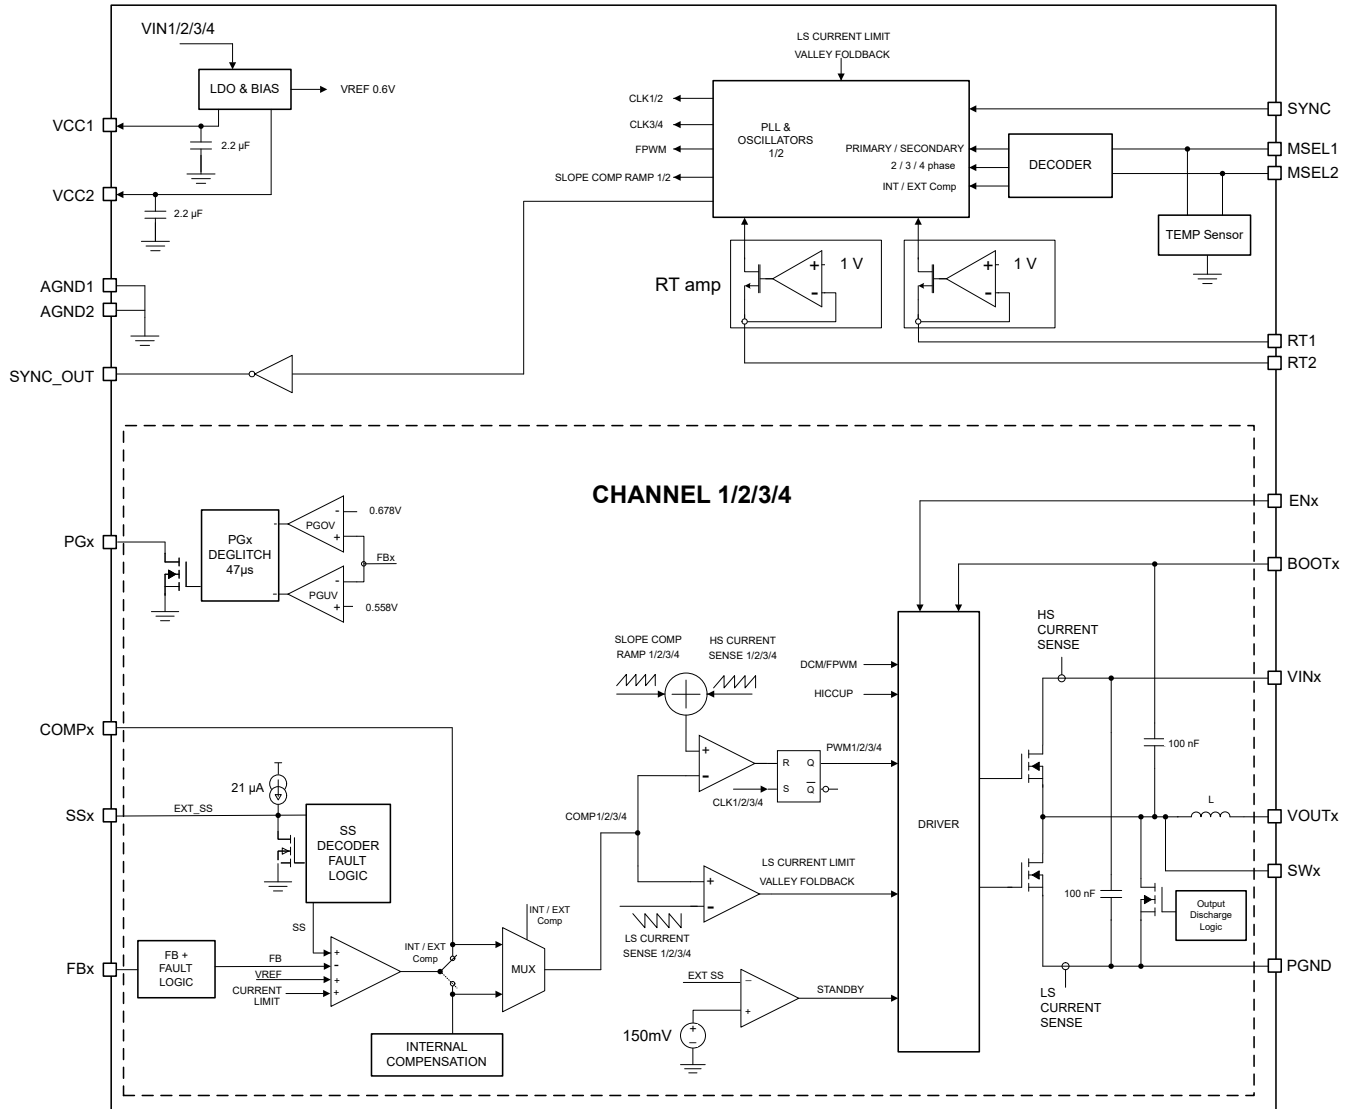 VIN1/2/3/4
LDO & BIAS
VREF 0.6V
VCC1
2.2 µF
VCC2
2.2 µF
AGND1
AGND2
SYNC_OUT
LS CURRENT LIMIT
VALLEY FOLDBACK
CLK1/2
CLK3/4
FPWM
SLOPE COMP RAMP 1/2
PLL &
OSCILLATORS
1/2
PRIMARY / SECONDARY
2 / 3 / 4 phase
INT / EXT Comp
DECODER
SYNC
MSEL1
MSEL2
TEMP Sensor
RT amp
+
-
1 V
+
-
1 V
RT1
RT2
CHANNEL 1/2/3/4
PGx
PGx
DEGLITCH
47µs
-
-
PGOV
-
+
0.678V
FBx
PGUV
-
+
0.558V
ENx
BOOTx
HS
CURRENT
SENSE
VINx
100 nF
L
VOUTx
SWx
100 nF
Output
Discharge
Logic
PGND
LS
CURRENT
SENSE
SLOPE COMP
RAMP 1/2/3/4
HS CURRENT
SENSE 1/2/3/4
DCM/FPWM
HICCUP
DRIVER
COMPx
21 µA
EXT_SS
SSx
SS
DECODER
FAULT
LOGIC
+
-
R
Q
S
Q
PWM1/2/3/4
CLK1/2/3/4
COMP1/2/3/4
+
-
LS CURRENT LIMIT
VALLEY FOLDBACK
LS CURRENT
SENSE 1/2/3/4
SS
FBx
FB +
FAULT
LOGIC
FB
VREF
CURRENT
LIMIT
+
-
+
+
INT / EXT
Comp
INT / EXT
Comp
MUX
INTERNAL
COMPENSATION
EXT SS
-
+
STANDBY
150mV
+
-